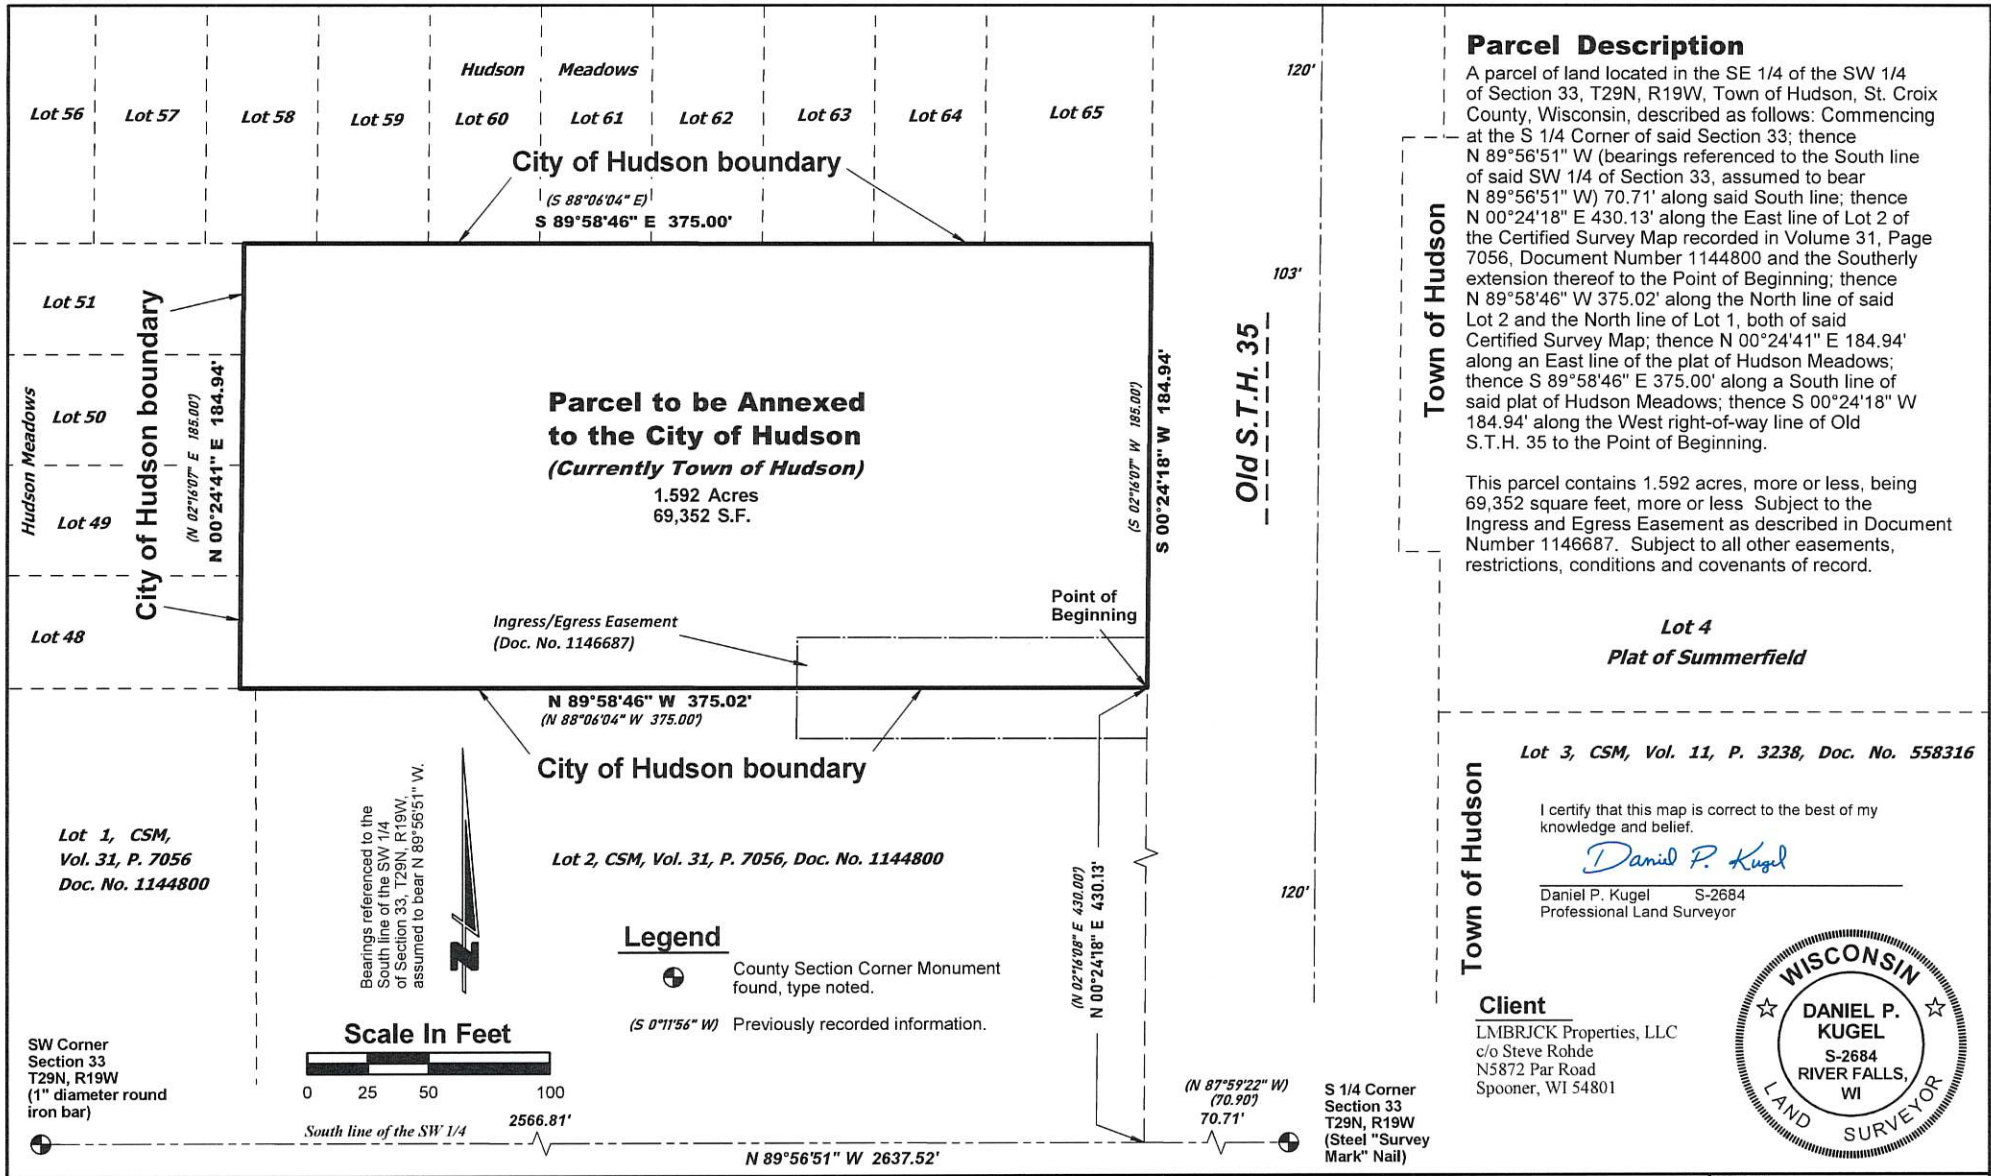 Hudson Meadows
Lot 56
Lot 57
Lot 58
Lot 59
Lot 60
Lot 61
Lot 62
Lot 63
Lot 64
Lot 65
120'
City of Hudson boundary
(S 88°06'04" E)
S 89°58'46" E 375.00'
103'
Lot 51
Lot 50
Lot 49
Lot 48
Hudson Meadows
City of Hudson boundary
(N 02°16'07" E 185.00')
N 00°24'41" E 184.94'
Parcel to be Annexed
to the City of Hudson
(Currently Town of Hudson)
1.592 Acres
69,352 S.F.
(S 02°16'07" W 185.00')
S 00°24'18" W 184.94'
Old S.T.H. 35
Point of
Beginning
Ingress/Egress Easement
(Doc. No. 1146687)
N 89°58'46" W 375.02'
(N 88°06'04" W 375.00')
City of Hudson boundary
Lot 1, CSM,
Vol. 31, P. 7056
Doc. No. 1144800
Bearings referenced to the
South line of the SW 1/4
of Section 33, T29N, R19W,
assumed to bear N 89°56'51" W.
N
Lot 2, CSM, Vol. 31, P. 7056, Doc. No. 1144800
(N 02°16'08" E 430.00')
N 00°24'18" E 430.13'
120'
Legend
County Section Corner Monument
found, type noted.
(S 0°11'56" W) Previously recorded information.
Scale In Feet
0 25 50 100
SW Corner
Section 33
T29N, R19W
(1" diameter round
iron bar)
South line of the SW 1/4
2566.81'
(N 87°59'22" W)
(70.90')
70.71'
N 89°56'51" W 2637.52'
S 1/4 Corner
Section 33
T29N, R19W
(Steel "Survey
Mark" Nail)
Town of Hudson
Parcel Description
A parcel of land located in the SE 1/4 of the SW 1/4
of Section 33, T29N, R19W, Town of Hudson, St. Croix
County, Wisconsin, described as follows: Commencing
at the S 1/4 Corner of said Section 33; thence
N 89°56'51" W (bearings referenced to the South line
of said SW 1/4 of Section 33, assumed to bear
N 89°56'51" W) 70.71' along said South line; thence
N 00°24'18" E 430.13' along the East line of Lot 2 of
the Certified Survey Map recorded in Volume 31, Page
7056, Document Number 1144800 and the Southerly
extension thereof to the Point of Beginning; thence
N 89°58'46" W 375.02' along the North line of said
Lot 2 and the North line of Lot 1, both of said
Certified Survey Map; thence N 00°24'41" E 184.94'
along an East line of the plat of Hudson Meadows;
thence S 89°58'46" E 375.00' along a South line of
said plat of Hudson Meadows; thence S 00°24'18" W
184.94' along the West right-of-way line of Old
S.T.H. 35 to the Point of Beginning.
This parcel contains 1.592 acres, more or less, being
69,352 square feet, more or less Subject to the
Ingress and Egress Easement as described in Document
Number 1146687. Subject to all other easements,
restrictions, conditions and covenants of record.
Lot 4
Plat of Summerfield
Town of Hudson
Lot 3, CSM, Vol. 11, P. 3238, Doc. No. 558316
I certify that this map is correct to the best of my
knowledge and belief.
Daniel P. Kugel
Daniel P. Kugel S-2684
Professional Land Surveyor
Client
LMBRJCK Properties, LLC
c/o Steve Rohde
N5872 Par Road
Spooner, WI 54801
WISCONSIN
DANIEL P.
KUGEL
S-2684
RIVER FALLS,
WI
LAND SURVEYOR